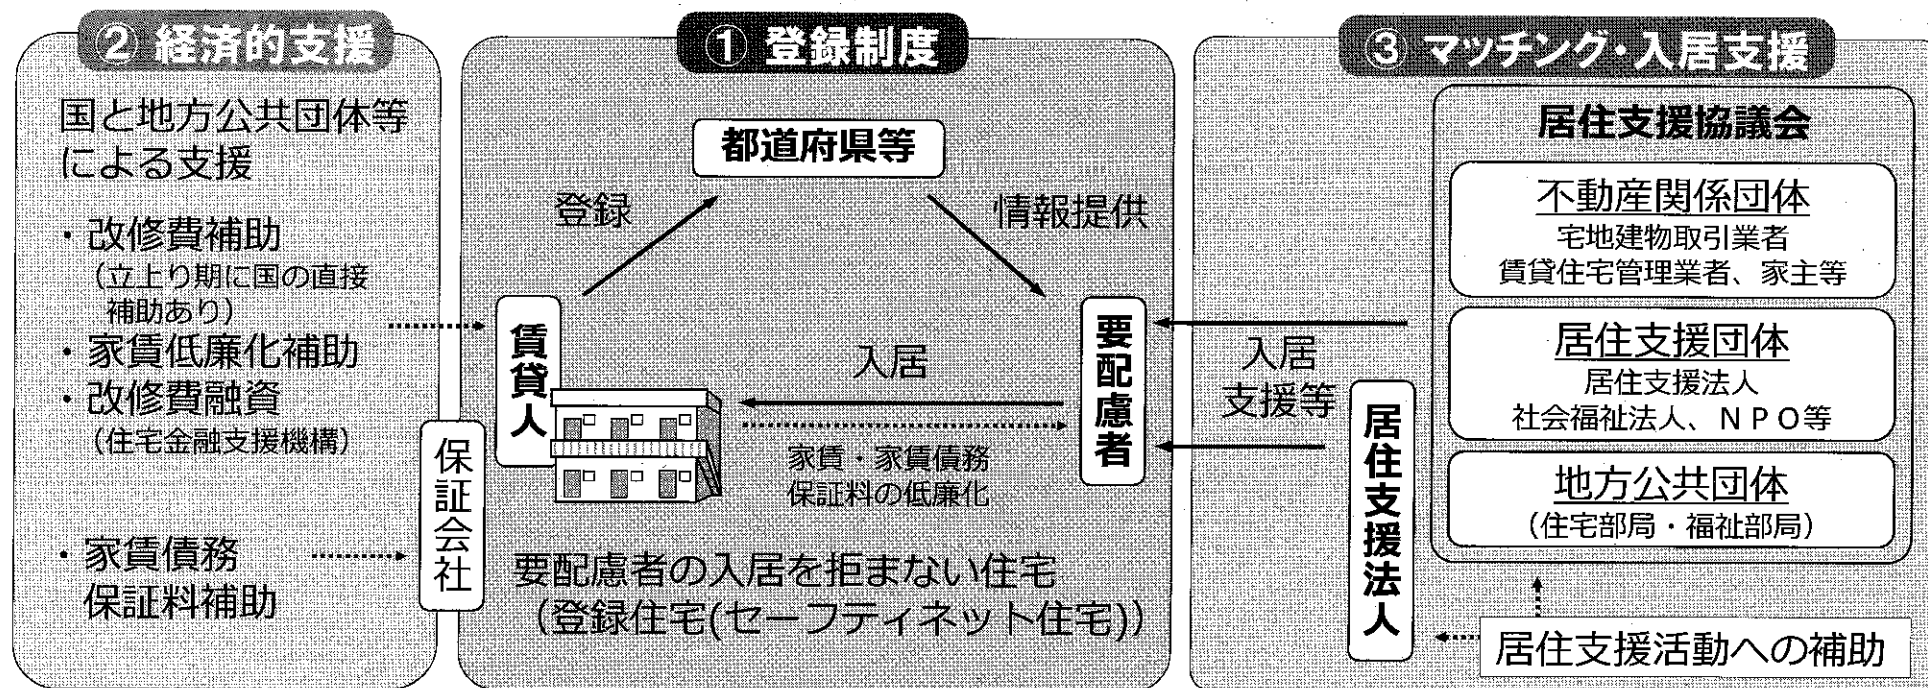 ② 経済的支援
国と地方公共団体等
による支援
・改修費補助
（立上り期に国の直接
補助あり）
・家賃低廉化補助
・改修費融資
（住宅金融支援機構）
・家賃債務
保証料補助
保証会社
① 登録制度
都道府県等
登録
情報提供
賃貸人
入居
要配慮者
家賃・家賃債務
保証料の低廉化
要配慮者の入居を拒まない住宅
（登録住宅(セーフティネット住宅)）
③ マッチング・入居支援
居住支援協議会
不動産関係団体
宅地建物取引業者
賃貸住宅管理業者、家主等
居住支援団体
居住支援法人
社会福祉法人、ＮＰＯ等
地方公共団体
（住宅部局・福祉部局）
入居
支援等
居住支援法人
居住支援活動への補助